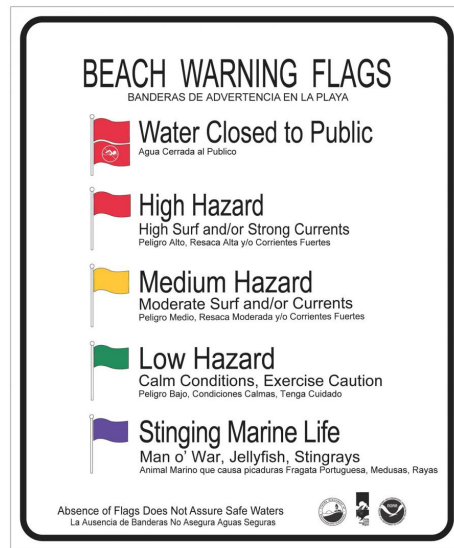 BEACH WARNING FLAGS
BANDERAS DE ADVERTENCIA EN LA PLAYA
Water Closed to Public
Agua Cerrada al Publico
High Hazard
High Surf and/or Strong Currents
Peligro Alto, Resaca Alta y/o Corrientes Fuertes
Medium Hazard
Moderate Surf and/or Currents
Peligro Medio, Resaca Moderada y/o Corrientes Fuertes
Low Hazard
Calm Conditions, Exercise Caution
Peligro Bajo, Condiciones Calmas, Tenga Cuidado
Stinging Marine Life
Man o' War, Jellyfish, Stingrays
Animal Marino que causa picaduras Fragata Portuguesa, Medusas, Rayas
Absence of Flags Does Not Assure Safe Waters
La Ausencia de Banderas No Asegura Aguas Seguras